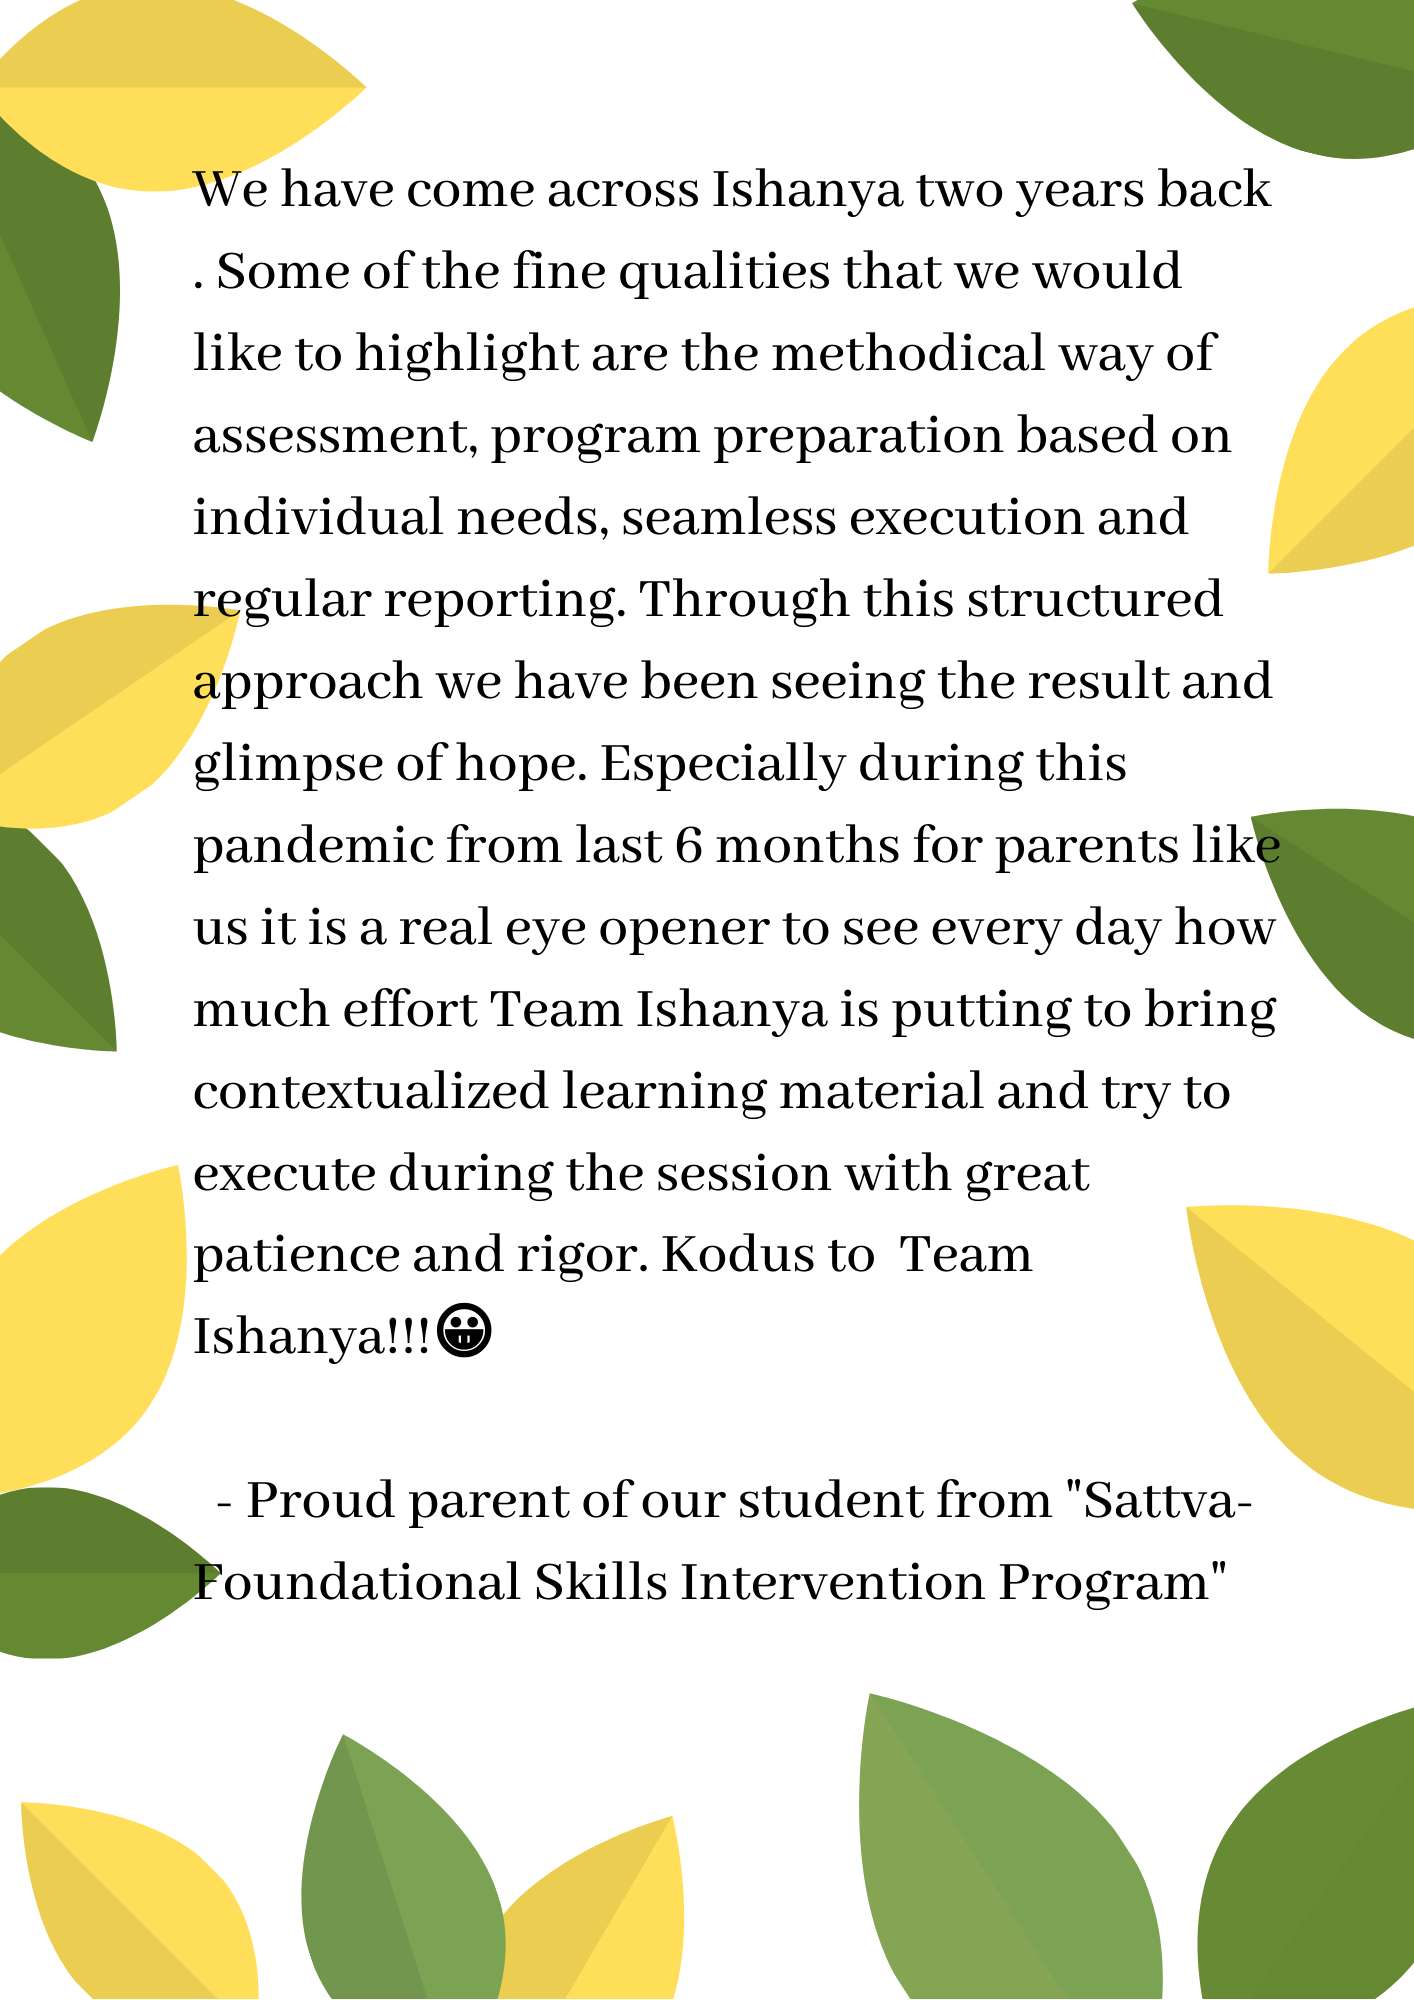 We have come across Ishanya two years back
. Some of the fine qualities that we would
like to highlight are the methodical way of
assessment, program preparation based on
individual needs, seamless execution and
regular reporting. Through this structured
approach we have been seeing the result and
glimpse of hope. Especially during this
pandemic from last 6 months for parents like
us it is a real eye opener to see every day how
much effort Team Ishanya is putting to bring
contextualized learning material and try to
execute during the session with great
patience and rigor. Kodus to  Team
Ishanya!!!😀
- Proud parent of our student from "Sattva-
Foundational Skills Intervention Program"